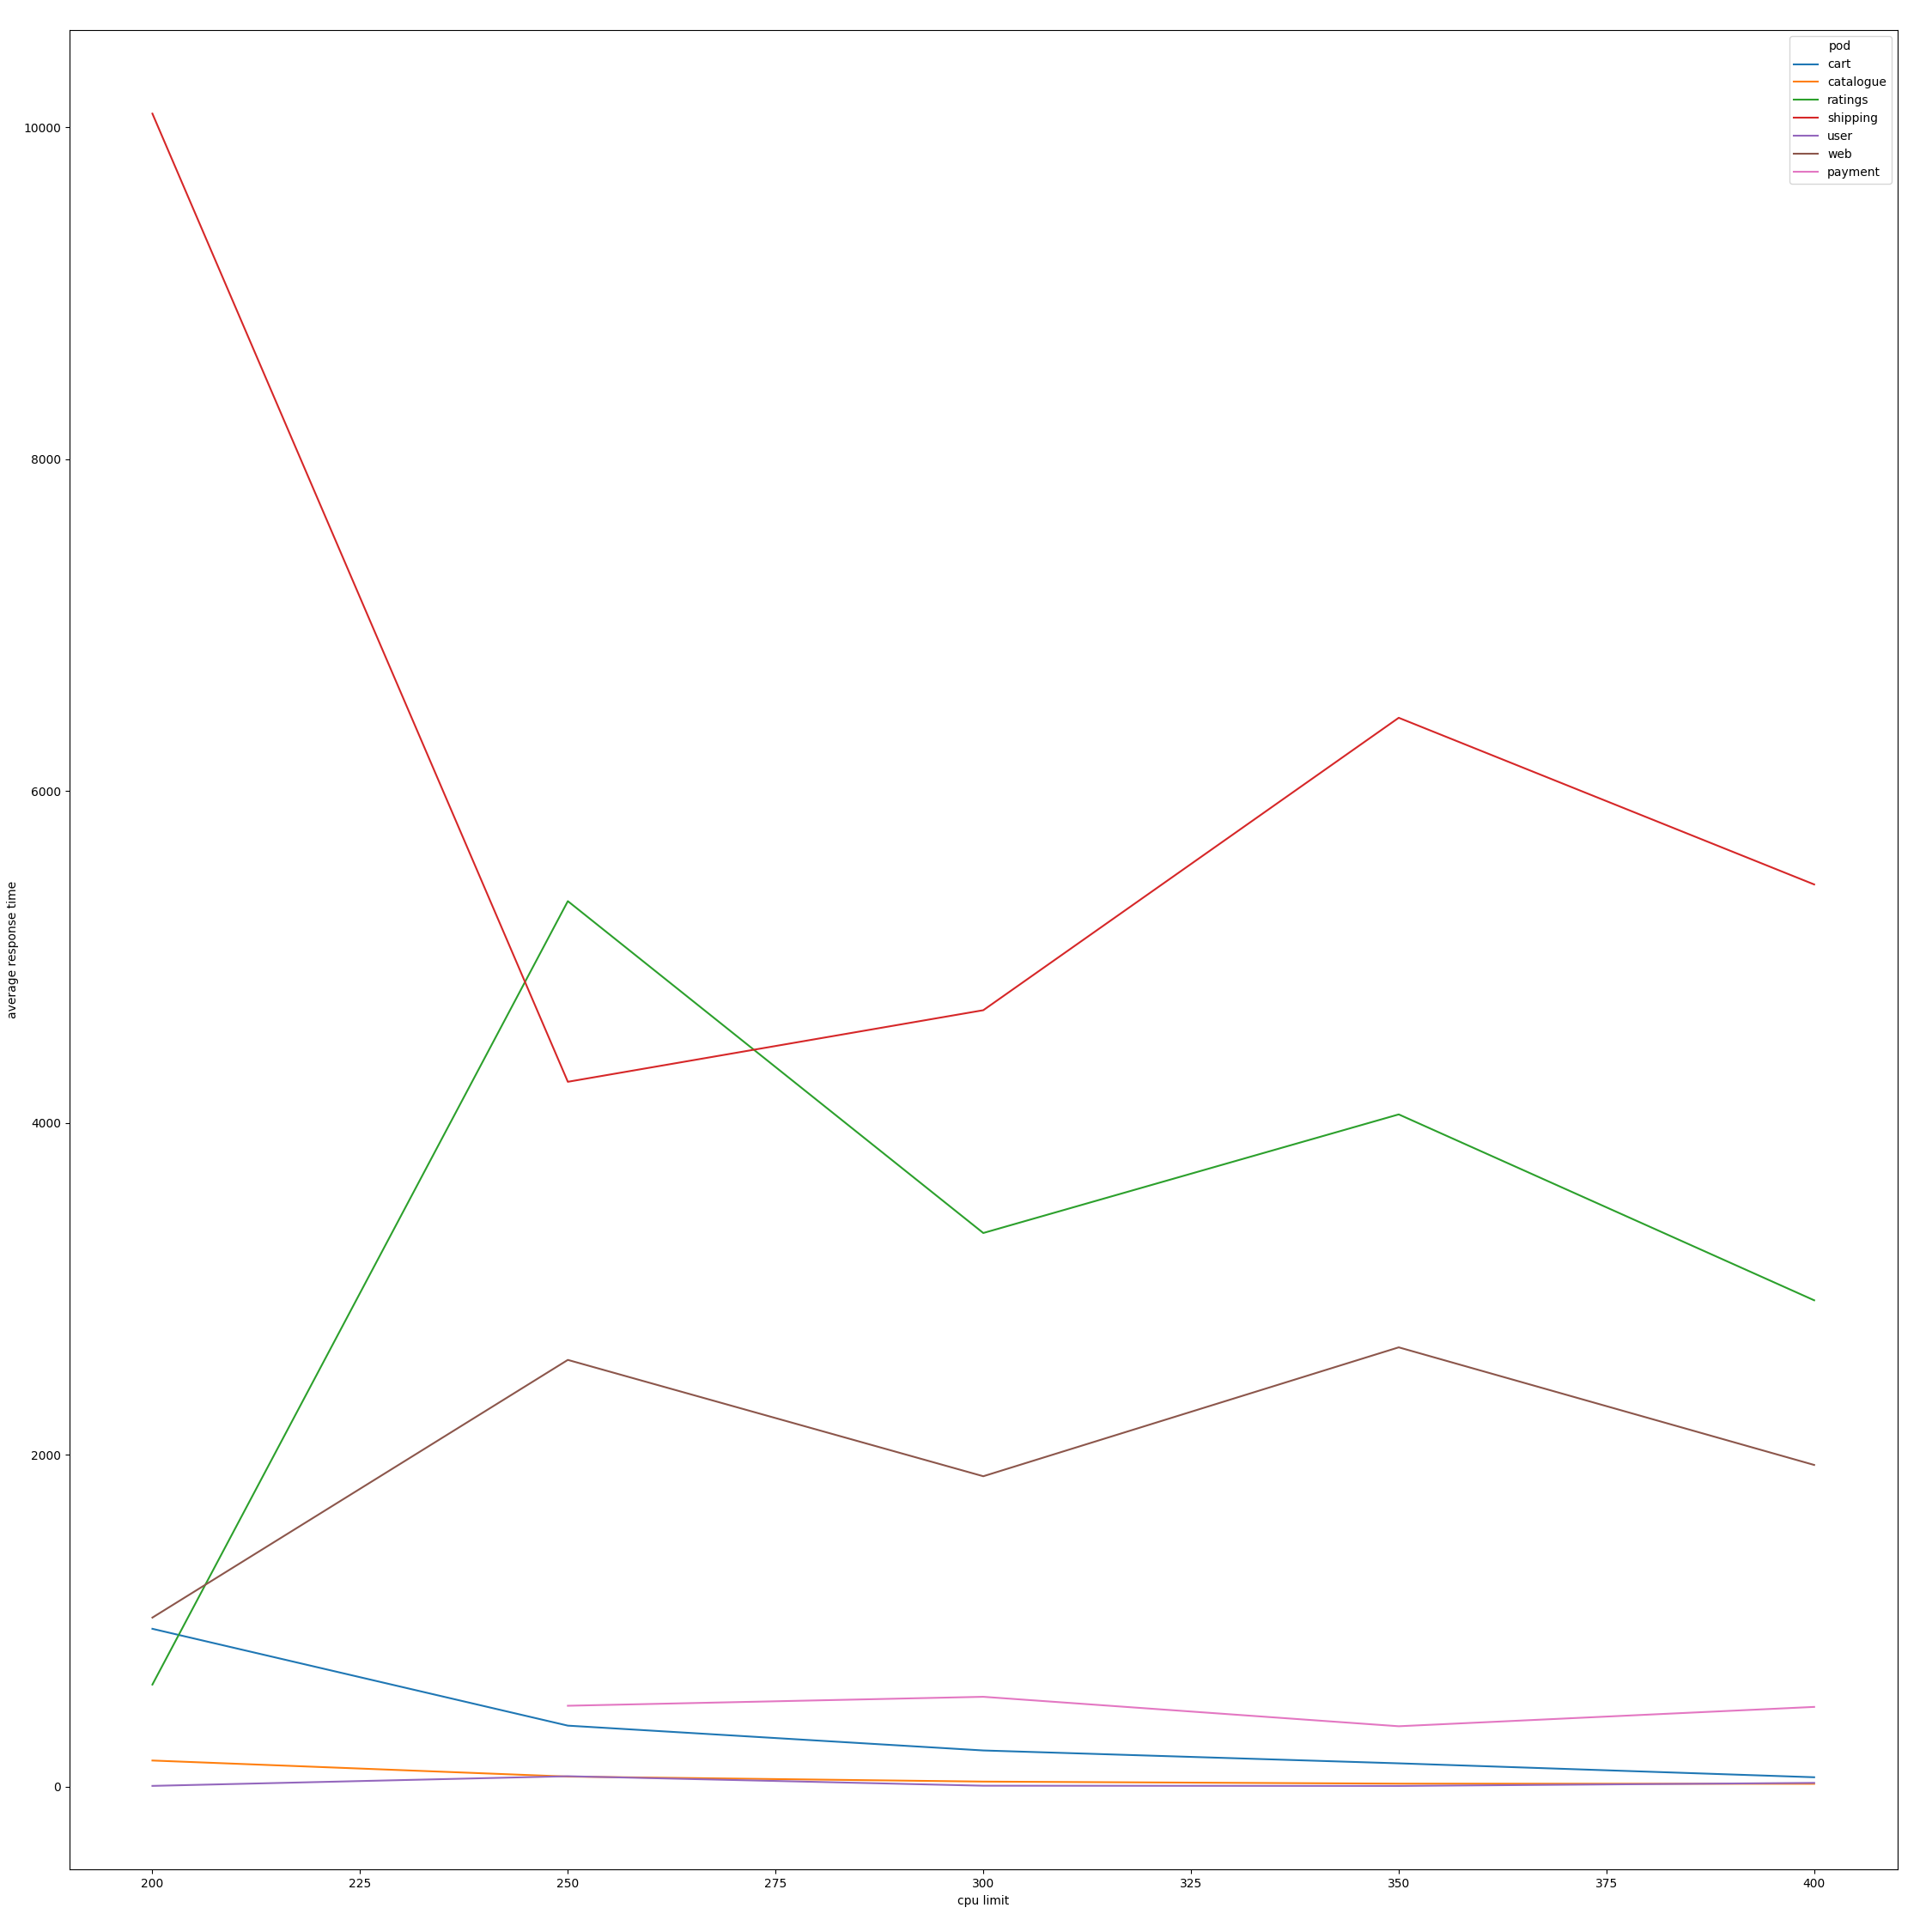 pod
cart
catalogue
ratings
shipping
user
web
payment
10000
8000
6000
4000
2000
0
average response time
200 225 250 275 300 325 350 375 400
cpu limit